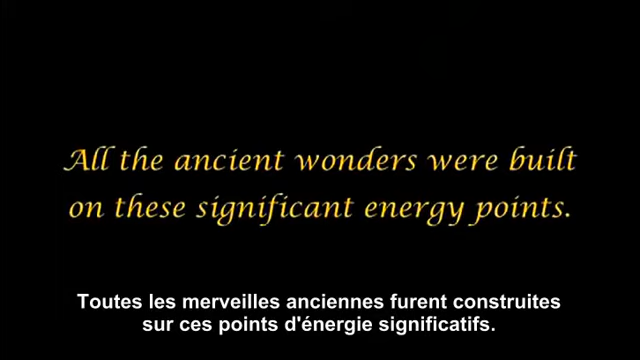 All the ancient wonders were built
on these significant energy points.
Toutes les merveilles anciennes furent construites
sur ces points d'énergie significatifs.